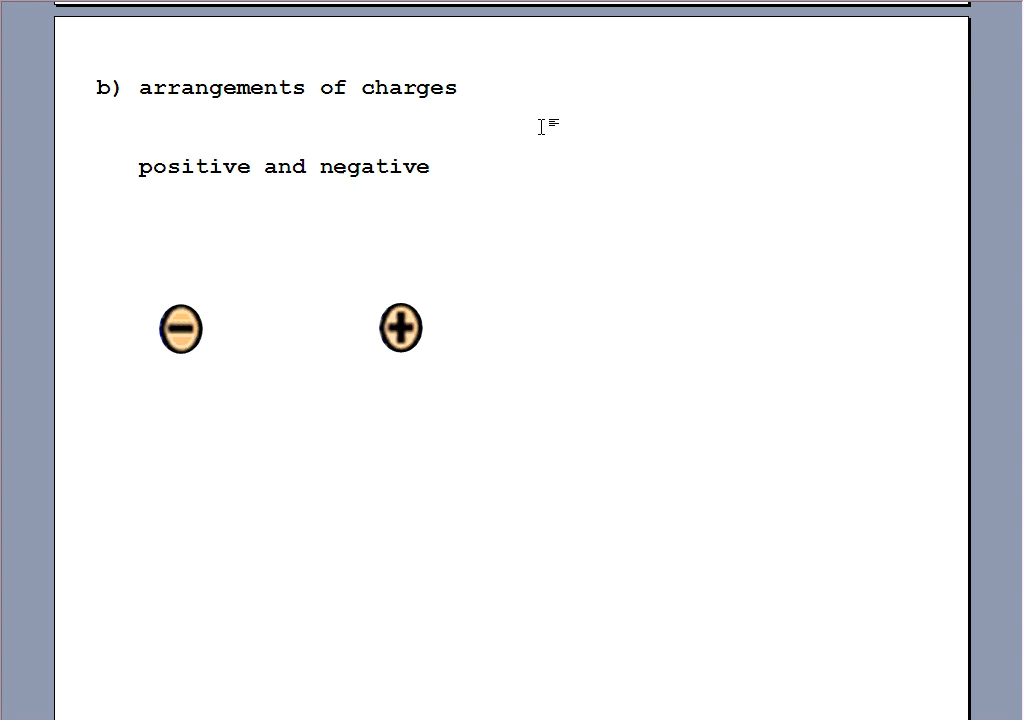 b) arrangements of charges
positive and negative
− +